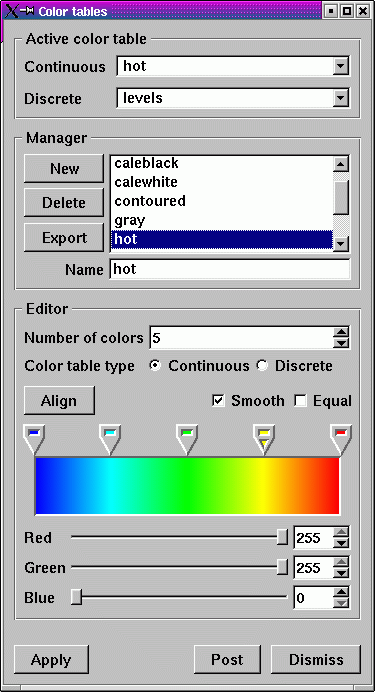 Color tables
Active color table
Continuous hot
Discrete levels
Manager
New
Delete
Export
caleblack
calewhite
contoured
gray
hot
Name hot
Editor
Number of colors 5
Color table type Continuous Discrete
Align Smooth Equal
Red 255
Green 255
Blue 0
Apply Post Dismiss